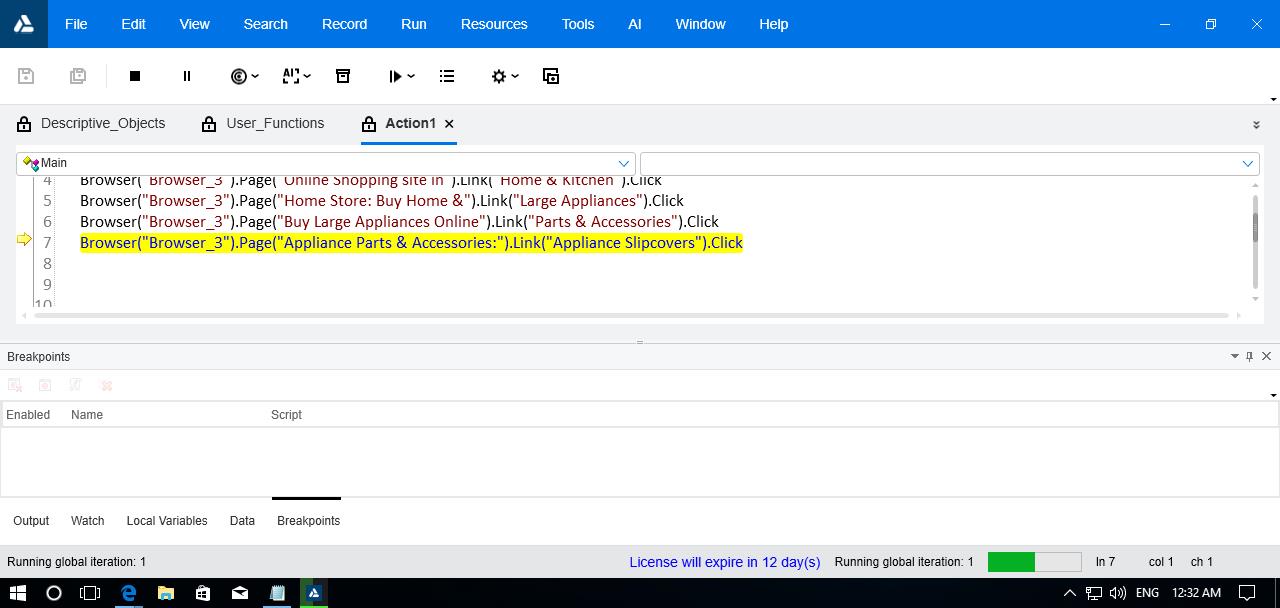 File Edit View Search Record Run Resources Tools AI Window Help
AI
Descriptive_Objects User_Functions Action1
Main
4 Browser("Browser_3").Page("Online Shopping site in").Link("Home & Kitchen").Click
5 Browser("Browser_3").Page("Home Store: Buy Home &").Link("Large Appliances").Click
6 Browser("Browser_3").Page("Buy Large Appliances Online").Link("Parts & Accessories").Click
7 Browser("Browser_3").Page("Appliance Parts & Accessories:").Link("Appliance Slipcovers").Click
8
9
10
Breakpoints
Enabled Name Script
Output Watch Local Variables Data Breakpoints
Running global iteration: 1 License will expire in 12 day(s) Running global iteration: 1 ln 7 col 1 ch 1
ENG 12:32 AM